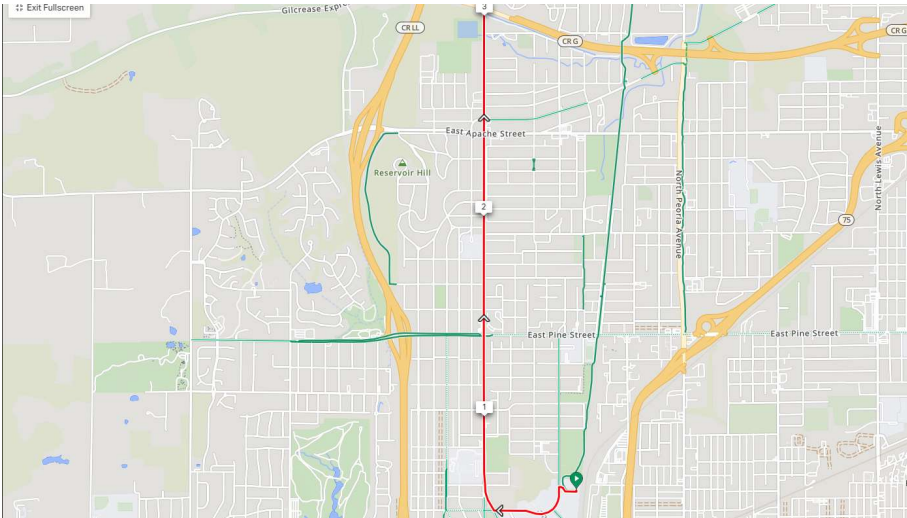 Exit Fullscreen
Gilcrease Expr
3
CR LL
CR G
CR G
East Apache Street
Reservoir Hill
North Lewis Avenue
North Peoria Avenue
2
75
East Pine Street
East Pine Street
1